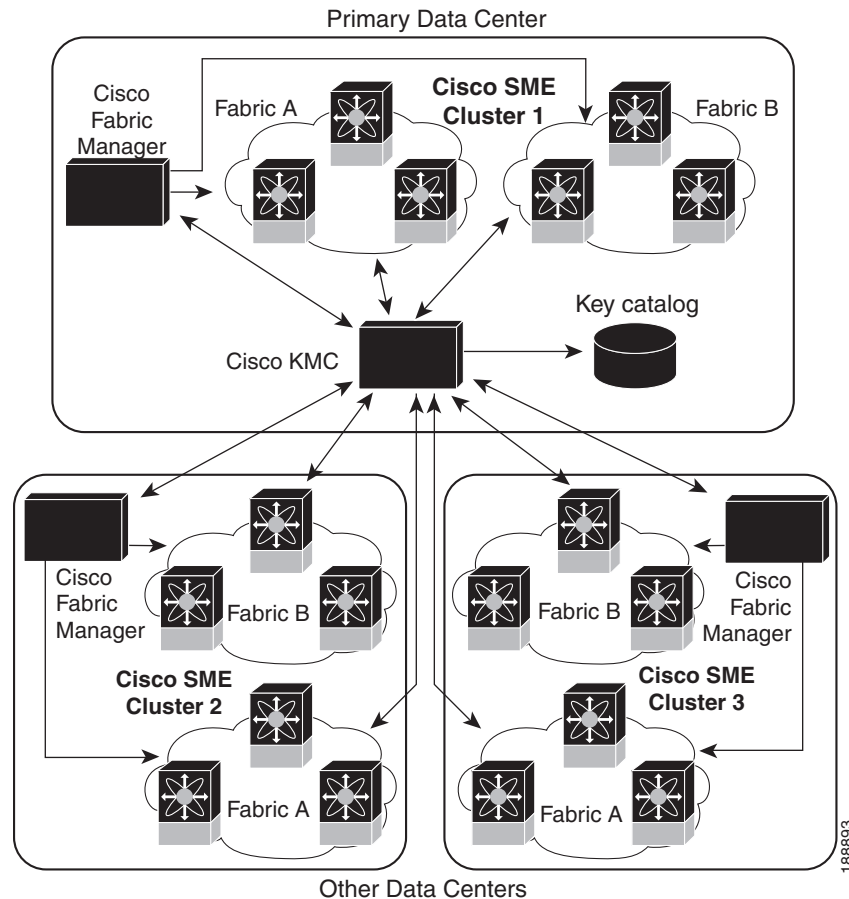 Primary Data Center
Cisco
Fabric
Manager
Fabric A
Cisco SME
Cluster 1
Fabric B
Key catalog
Cisco KMC
Cisco
Fabric
Manager
Fabric B
Cisco SME
Cluster 2
Fabric A
Fabric B
Cisco
Fabric
Manager
Cisco SME
Cluster 3
Fabric A
188893
Other Data Centers